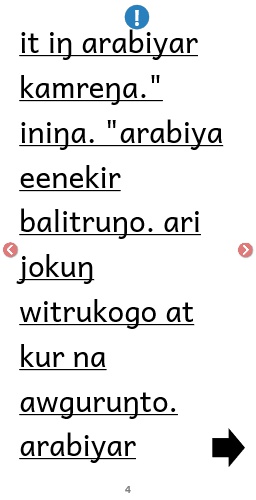 it iŋ arabiyar
kamreŋa."
iniŋa. "arabiya
eenekir
balitruŋo. ari
jokuŋ
witrukogo at
kur na
awguruŋto.
arabiyar
4